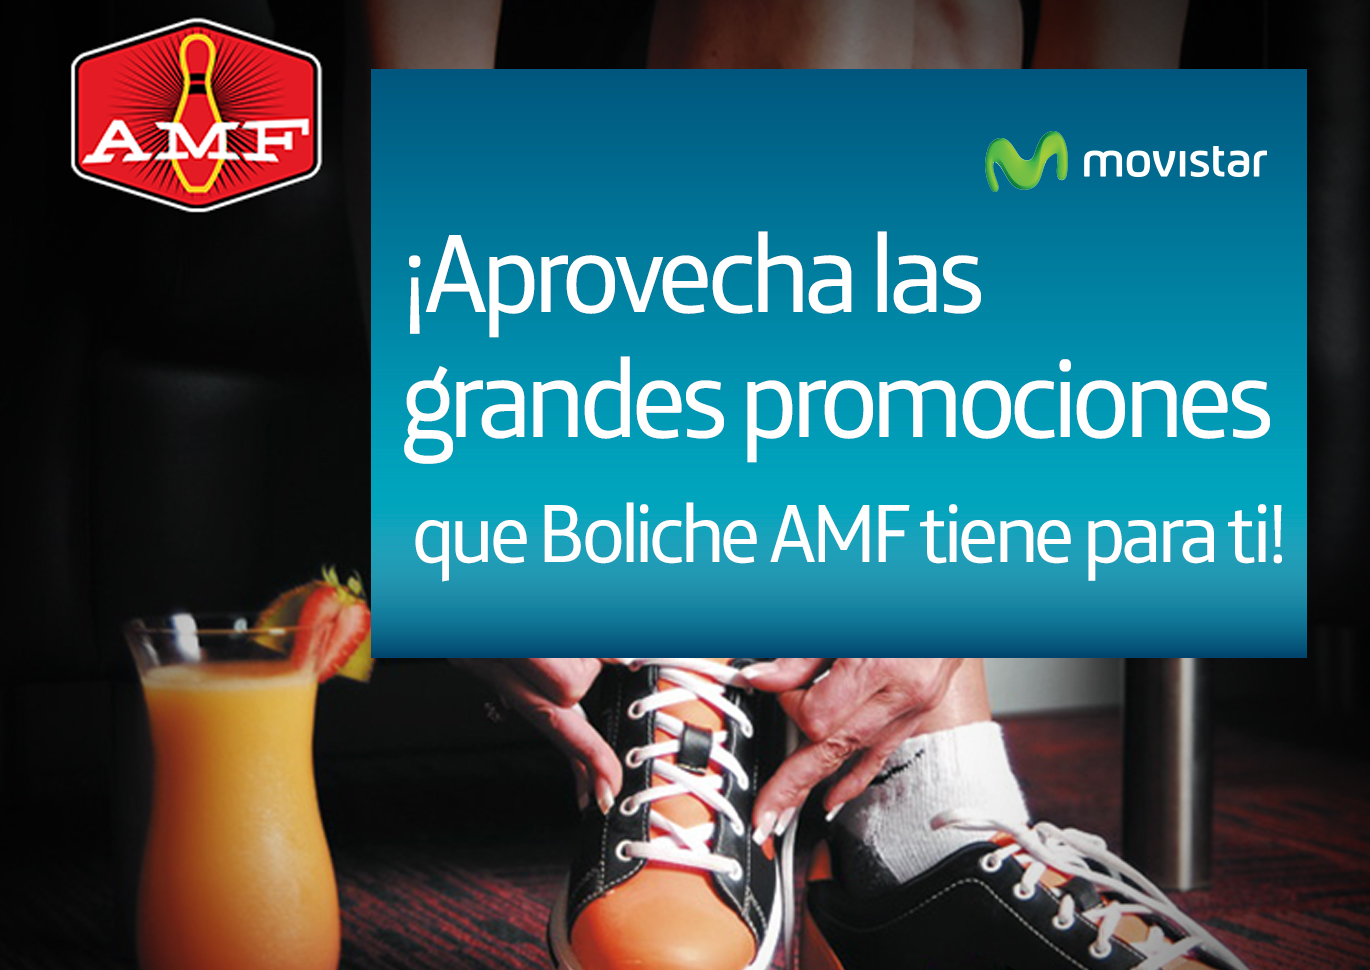 AMF
movistar
¡Aprovecha las
grandes promociones
que Boliche AMF tiene para ti!